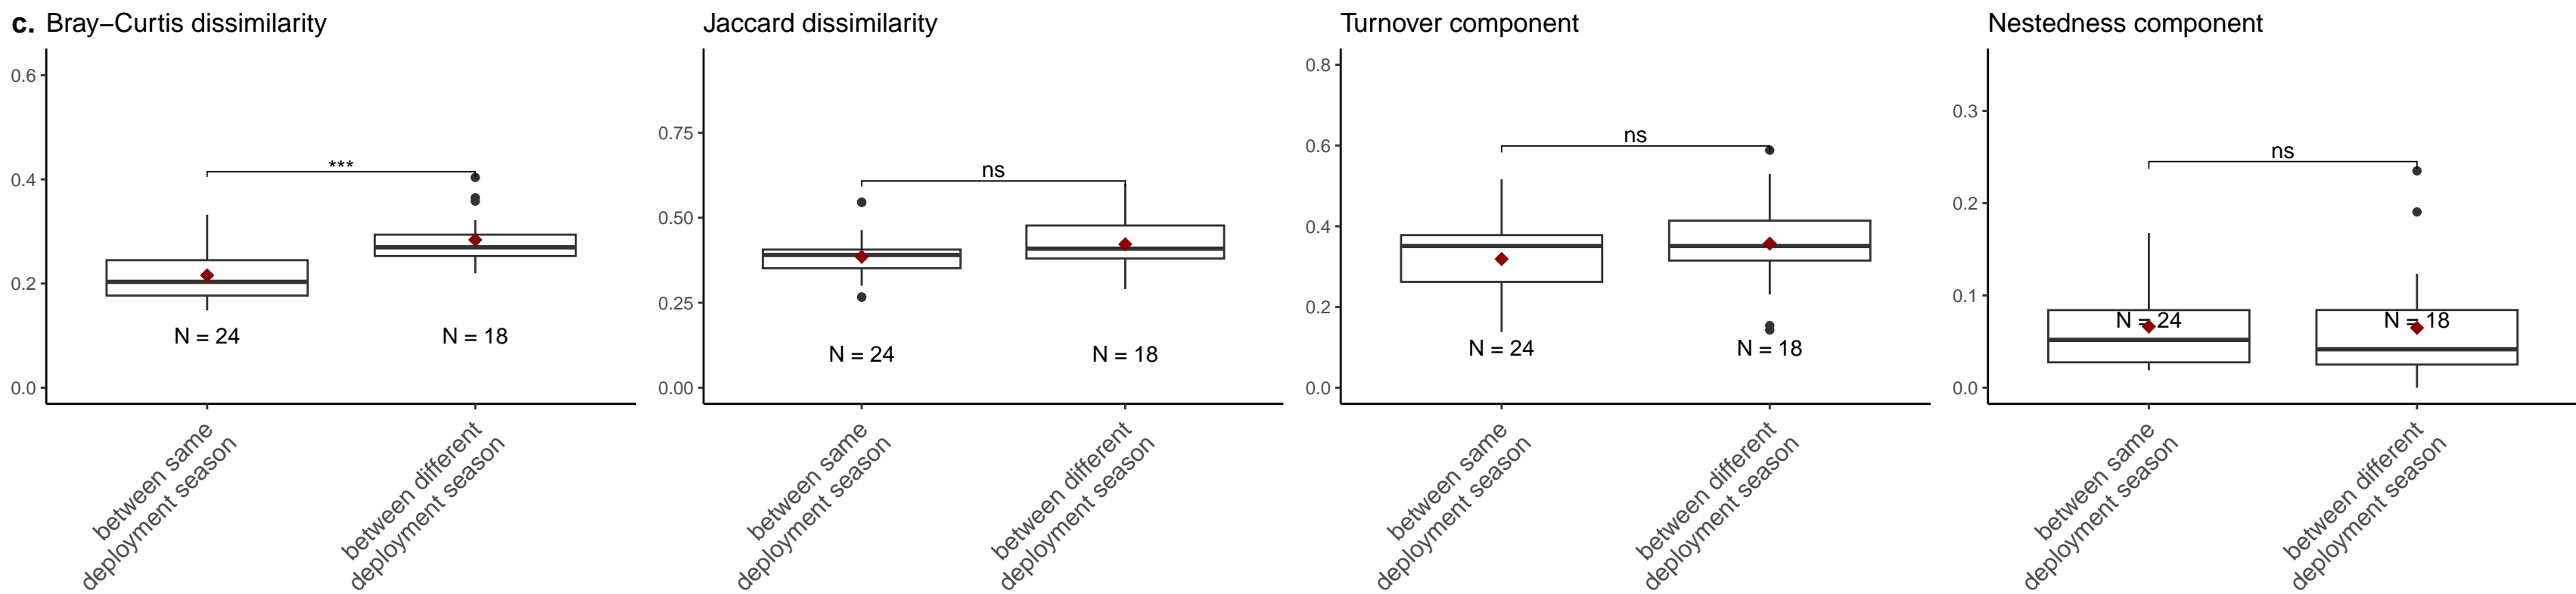 c. Bray–Curtis dissimilarity
0.6
0.4
0.2
0.0
***
N = 24
N = 18
between same
deployment season
between different
deployment season
Jaccard dissimilarity
0.75
0.50
0.25
0.00
ns
N = 24
N = 18
between same
deployment season
between different
deployment season
Turnover component
0.8
0.6
0.4
0.2
0.0
ns
N = 24
N = 18
between same
deployment season
between different
deployment season
Nestedness component
0.3
0.2
0.1
0.0
ns
N = 24
N = 18
between same
deployment season
between different
deployment season